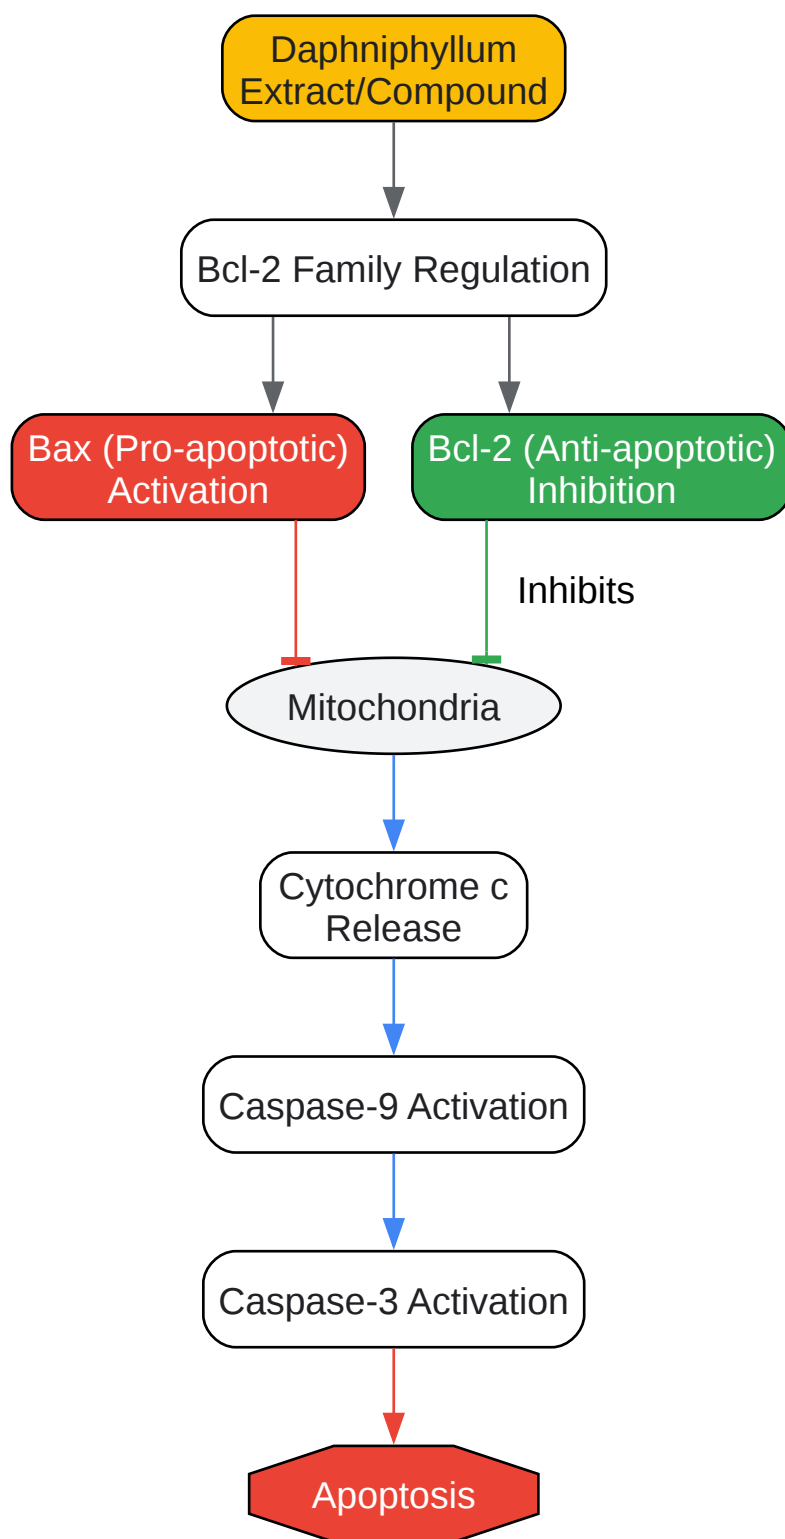 Daphniphyllum
Extract/Compound
Bcl-2 Family Regulation
Bax (Pro-apoptotic)
Activation
Bcl-2 (Anti-apoptotic)
Inhibition
Inhibits
Mitochondria
Cytochrome c
Release
Caspase-9 Activation
Caspase-3 Activation
Apoptosis